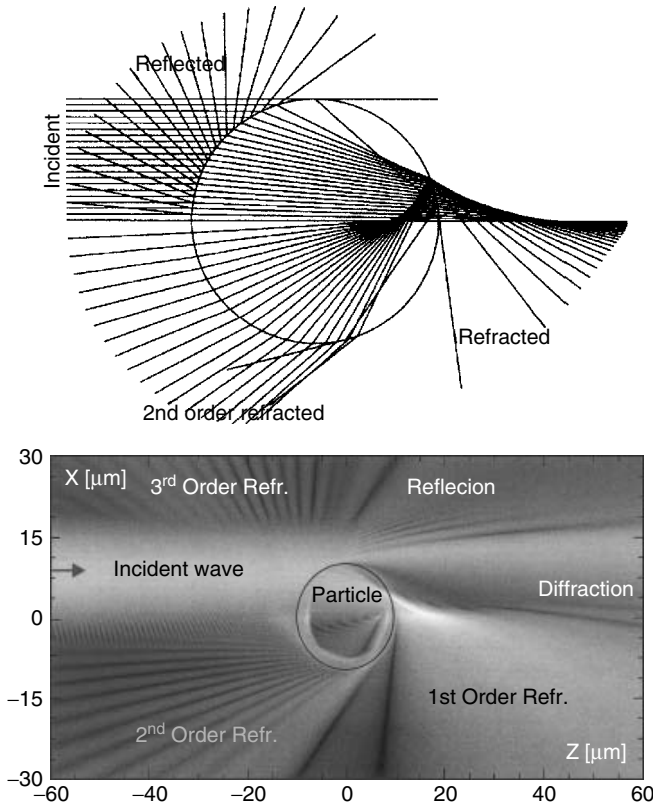 Reflected
Incident
Refracted
2nd order refracted
30
X [μm]
3rd Order Refr.
Reflecion
15
Incident wave
Particle
Diffraction
0
1st Order Refr.
−15
2nd Order Refr.
Z [μm]
−30
−60 −40 −20 0 20 40 60